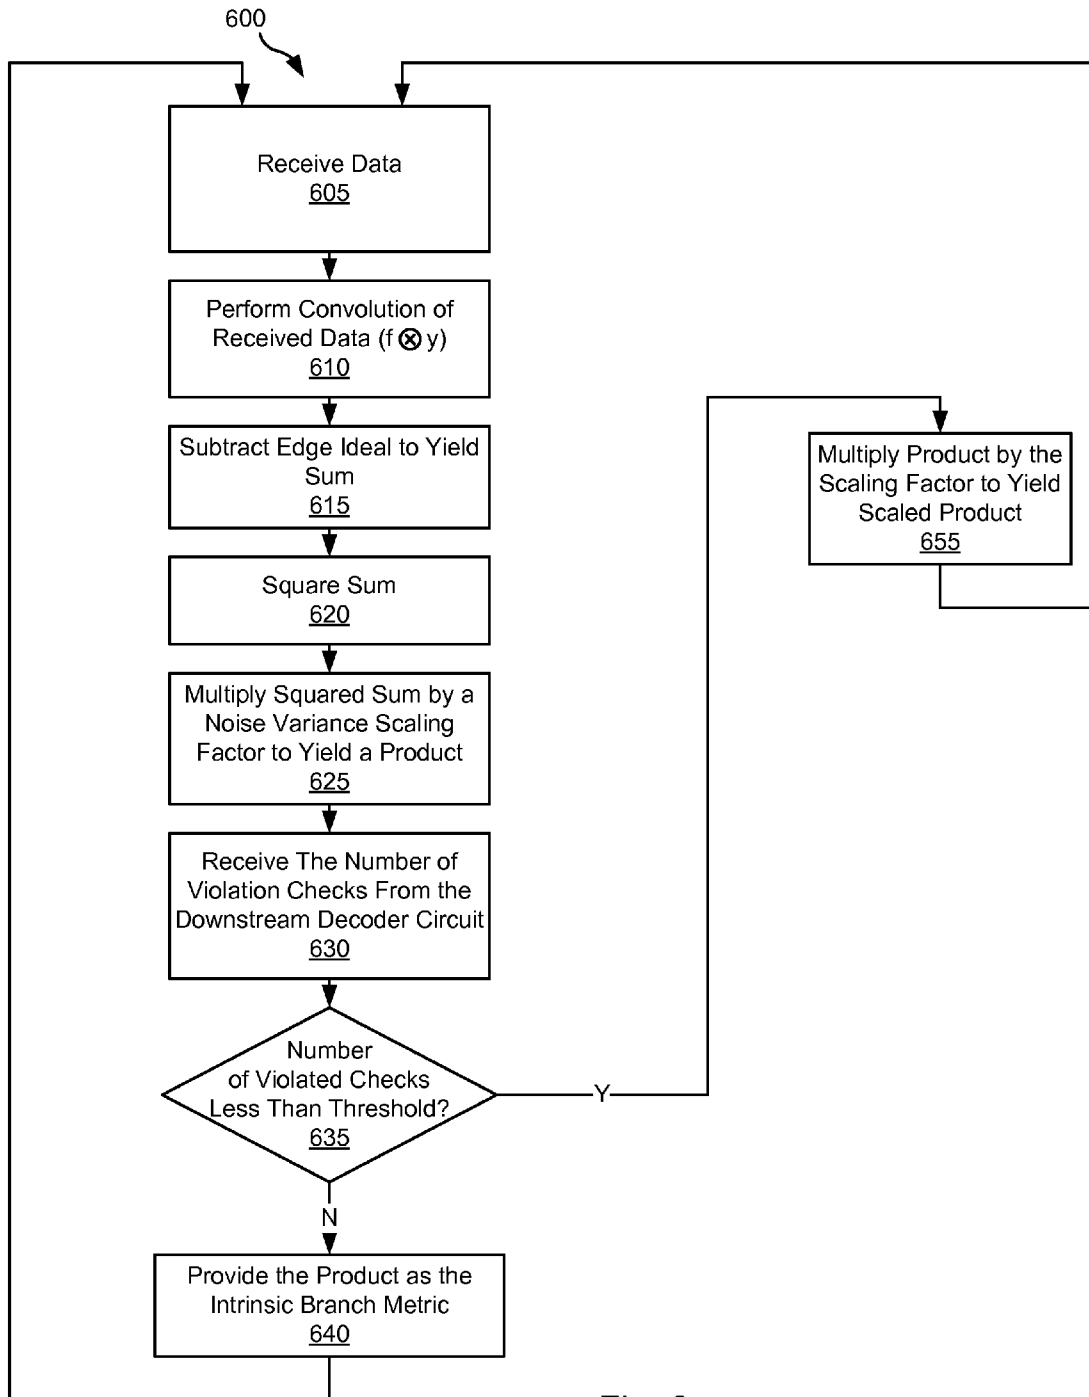 600
Receive Data
605
Perform Convolution of
Received Data (f ⊗ y)
610
Subtract Edge Ideal to Yield
Sum
615
Square Sum
620
Multiply Squared Sum by a
Noise Variance Scaling
Factor to Yield a Product
625
Receive The Number of
Violation Checks From the
Downstream Decoder Circuit
630
Number
of Violated Checks
Less Than Threshold?
635
Y
N
Provide the Product as the
Intrinsic Branch Metric
640
Multiply Product by the
Scaling Factor to Yield
Scaled Product
655